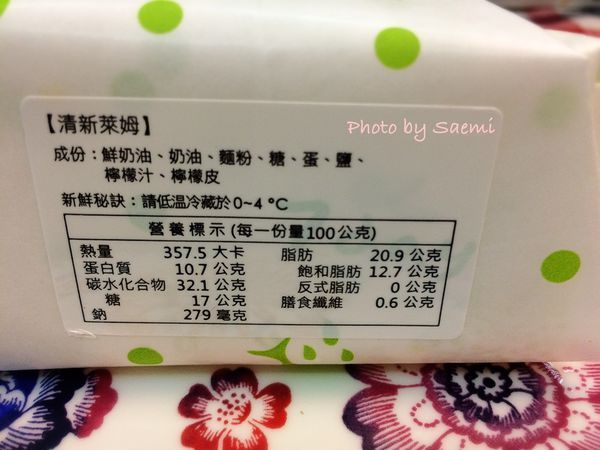 【清新萊姆】
Photo by Saemi
成份：鮮奶油、奶油、麵粉、糖、蛋、鹽、
檸檬汁、檸檬皮
新鮮秘訣：請低温冷藏於0~4 °C
營養標示(每一份量100公克)
熱量 357.5 大卡 脂肪 20.9 公克
蛋白質 10.7 公克 飽和脂肪 12.7 公克
碳水化合物 32.1 公克 反式脂肪 0 公克
糖 17 公克 膳食纖維 0.6 公克
鈉 279 毫克